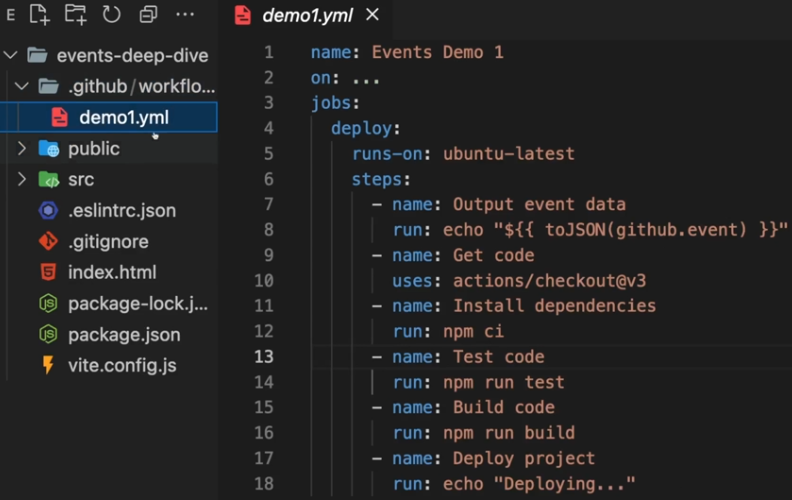 E
demo1.yml
events-deep-dive
.github/workflo...
demo1.yml
public
src
.eslintrc.json
.gitignore
index.html
package-lock.j...
package.json
vite.config.js
1 name: Events Demo 1
2 on: ...
3 jobs:
4 deploy:
5 runs-on: ubuntu-latest
6 steps:
7 - name: Output event data
8 run: echo "${{ toJSON(github.event) }}"
9 - name: Get code
10 uses: actions/checkout@v3
11 - name: Install dependencies
12 run: npm ci
13 - name: Test code
14 run: npm run test
15 - name: Build code
16 run: npm run build
17 - name: Deploy project
18 run: echo "Deploying..."